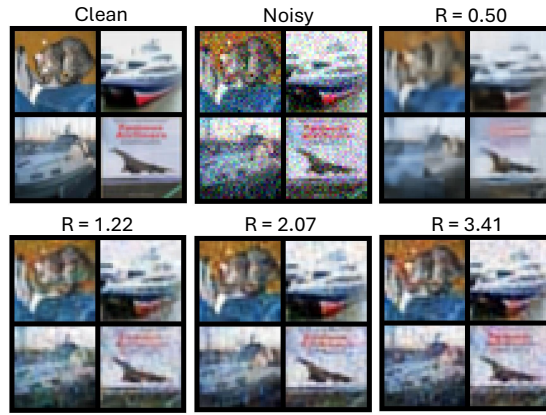 Clean Noisy R = 0.50
R = 1.22 R = 2.07 R = 3.41